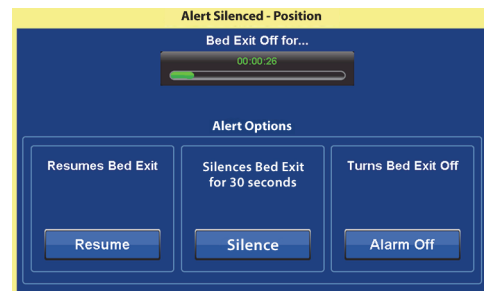 Alert Silenced - Position
Bed Exit Off for...
00:00:26
Alert Options
Resumes Bed Exit
Silences Bed Exit
for 30 seconds
Turns Bed Exit Off
Resume
Silence
Alarm Off